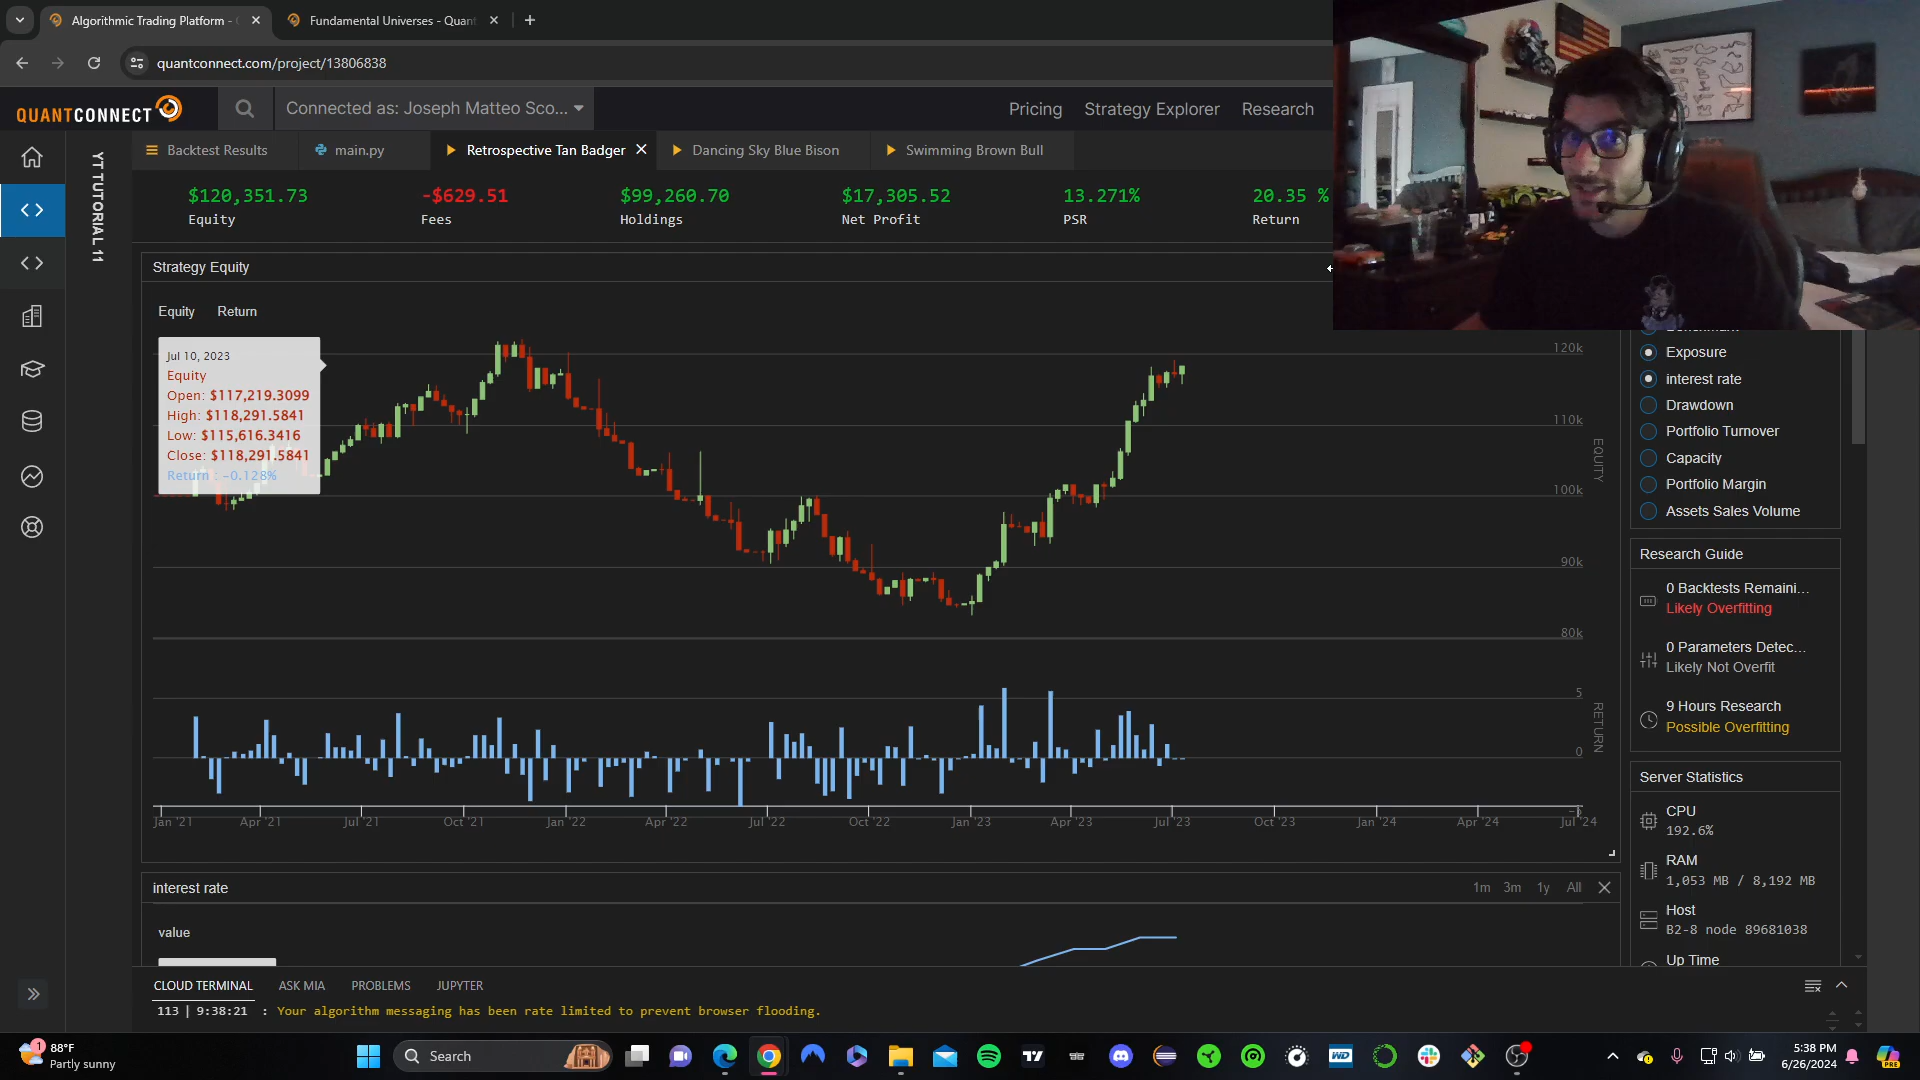 Algorithmic Trading Platform -
Fundamental Universes - Quant
quantconnect.com/project/13806838
QUANTCONNECT
Connected as: Joseph Matteo Sco...
Pricing
Strategy Explorer
Research
YT TUTORIAL 11
Backtest Results
main.py
Retrospective Tan Badger
Dancing Sky Blue Bison
Swimming Brown Bull
$120,351.73
-$629.51
$99,260.70
$17,305.52
13.271%
20.35 %
Equity
Fees
Holdings
Net Profit
PSR
Return
Strategy Equity
Equity
Return
Jul 10, 2023
Equity
Open: $117,219.3099
High: $118,291.5841
Low: $115,616.3416
Close: $118,291.5841
Return : -0.128%
120k
110k
100k
90k
80k
EQUITY
5
0
-5
RETURN
Jan '21
Apr '21
Jul '21
Oct '21
Jan '22
Apr '22
Jul '22
Oct '22
Jan '23
Apr '23
Jul '23
Oct '23
Jan '24
Apr '24
Jul '24
Exposure
interest rate
Drawdown
Portfolio Turnover
Capacity
Portfolio Margin
Assets Sales Volume
Research Guide
0 Backtests Remaini...
Likely Overfitting
0 Parameters Detec...
Likely Not Overfit
9 Hours Research
Possible Overfitting
Server Statistics
CPU
192.6%
RAM
1,053 MB / 8,192 MB
Host
B2-8 node 89681038
Up Time
interest rate
1m
3m
1y
All
value
CLOUD TERMINAL
ASK MIA
PROBLEMS
JUPYTER
113 | 9:38:21 : Your algorithm messaging has been rate limited to prevent browser flooding.
1
88°F
Partly sunny
Search
WD
PRE
5:38 PM
6/26/2024